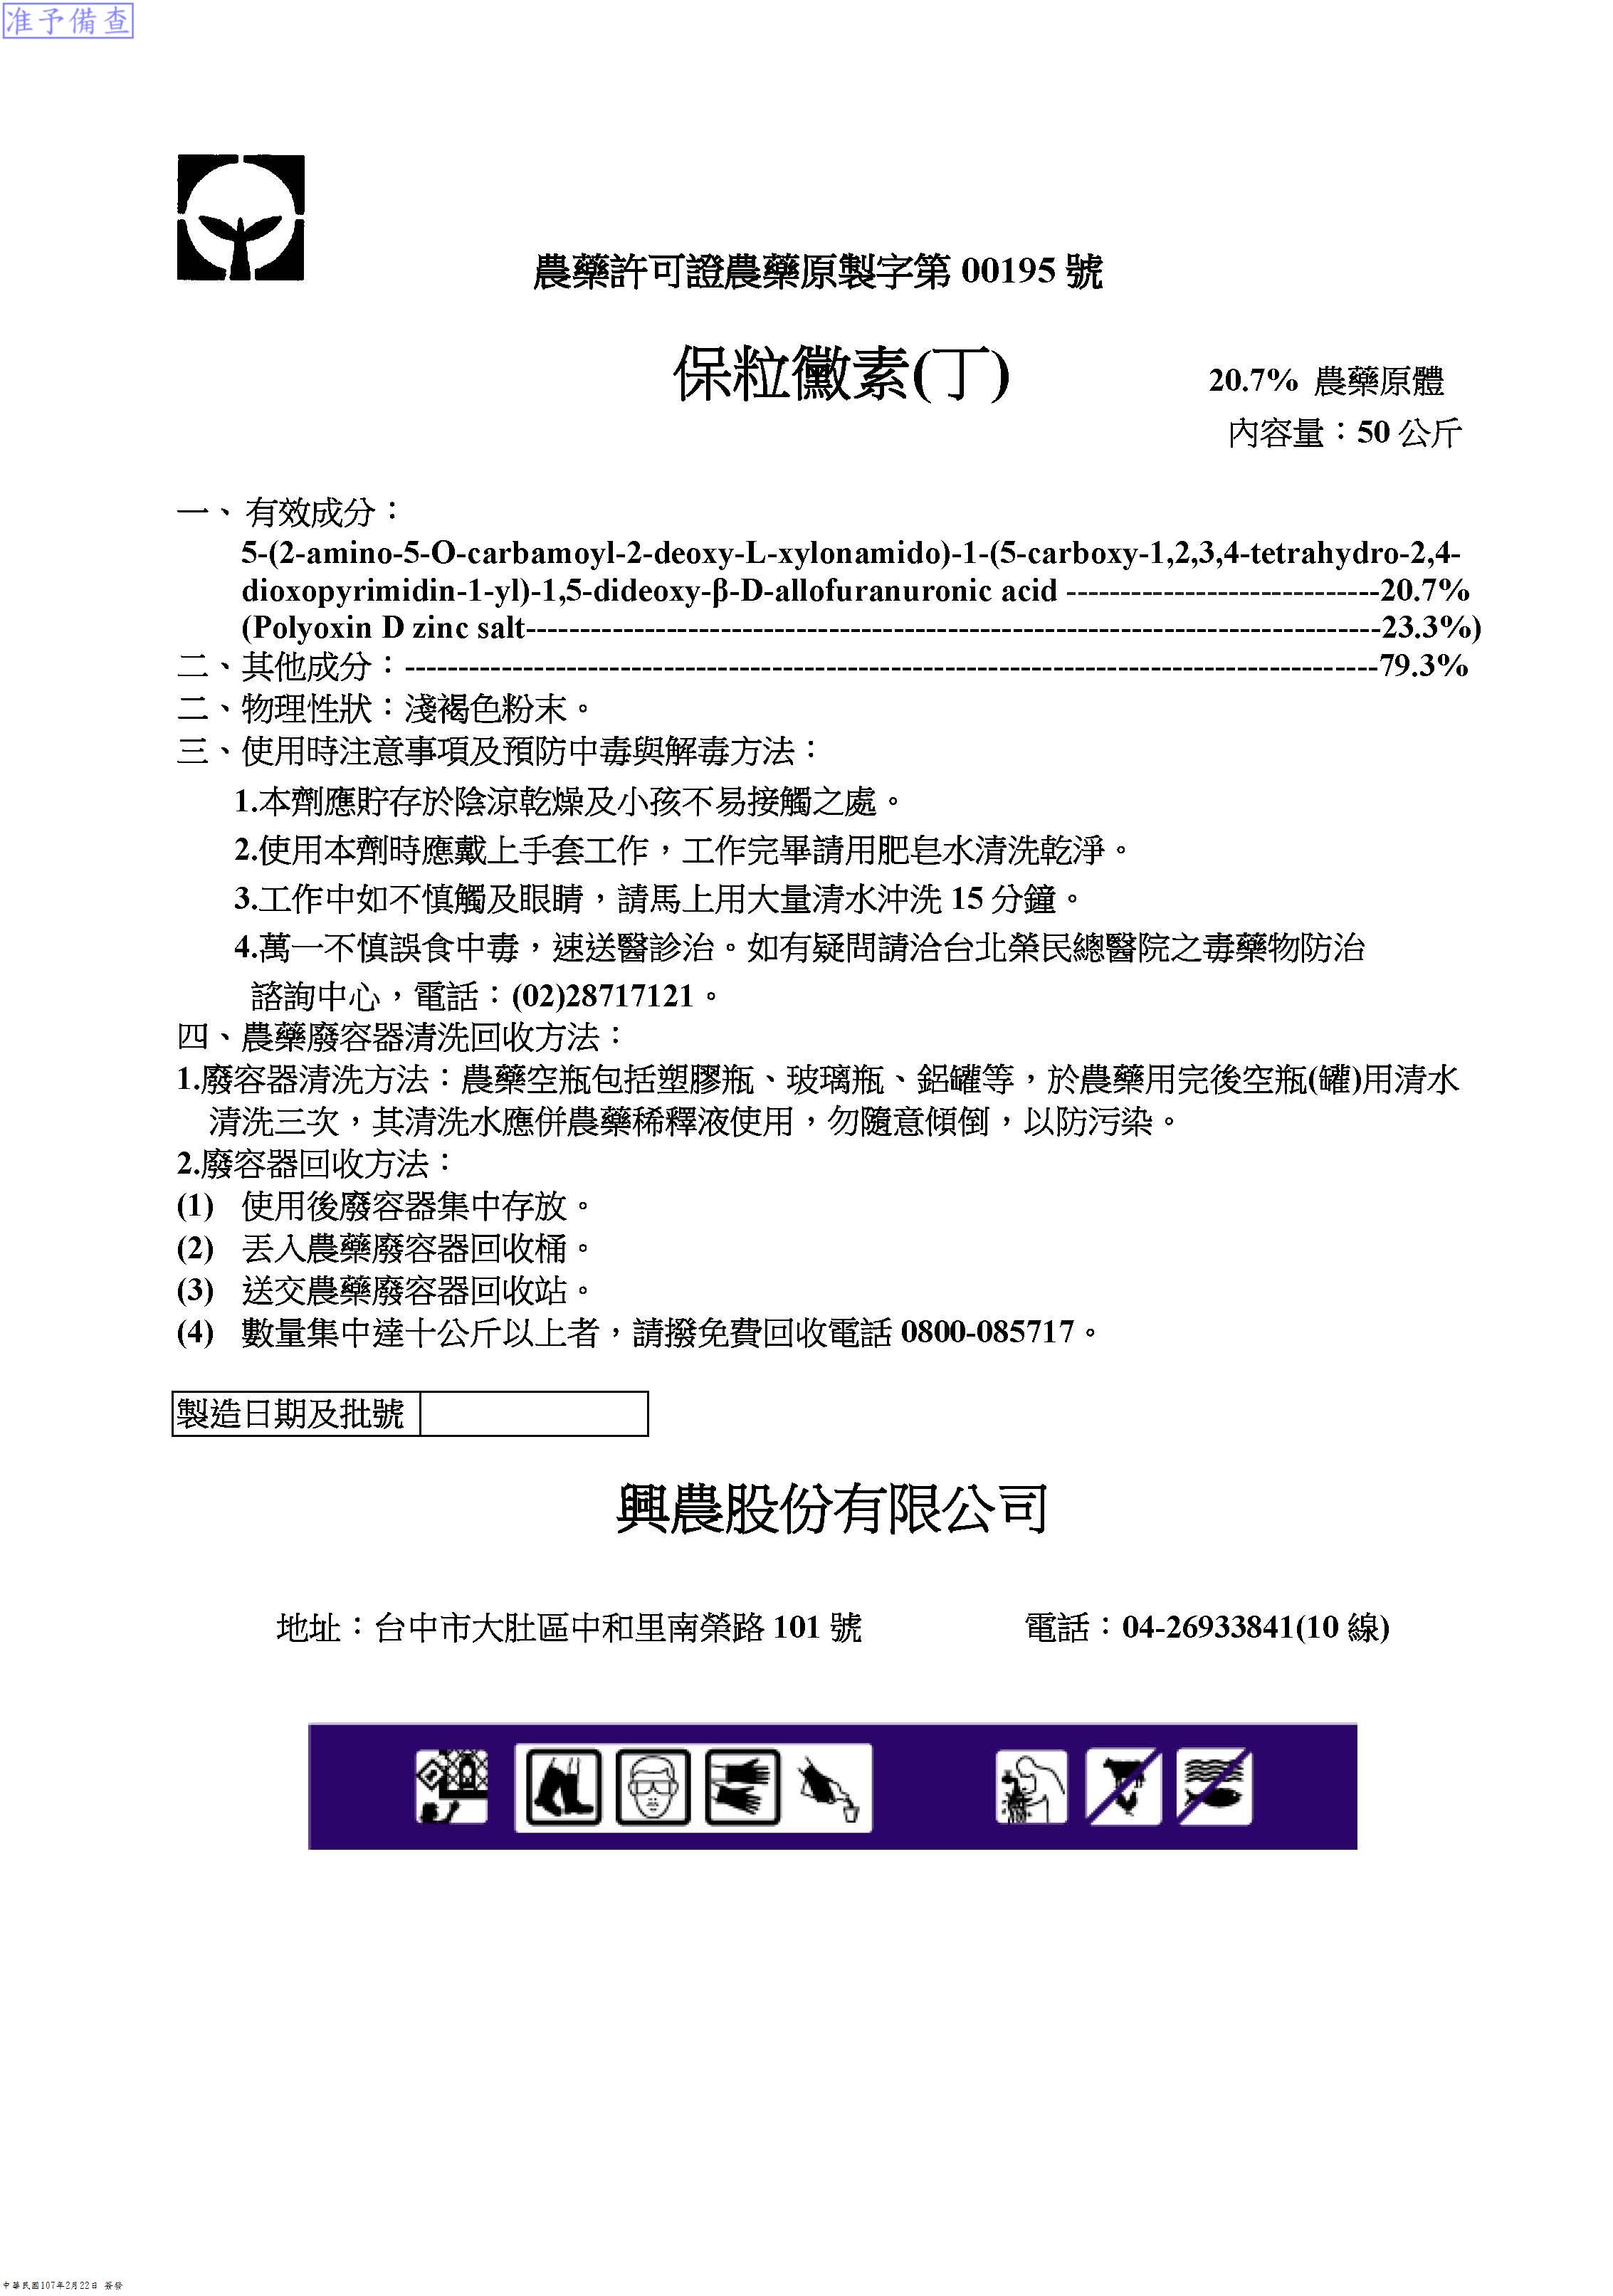 准予備查
農藥許可證農藥原製字第 00195 號
保粒黴素(丁)
20.7% 農藥原體
內容量：50 公斤
一、有效成分：
5-(2-amino-5-O-carbamoyl-2-deoxy-L-xylonamido)-1-(5-carboxy-1,2,3,4-tetrahydro-2,4-
dioxopyrimidin-1-yl)-1,5-dideoxy-β-D-allofuranuronic acid -----------------------------20.7%
(Polyoxin D zinc salt-------------------------------------------------------------------------------23.3%)
二、其他成分：------------------------------------------------------------------------------------------79.3%
二、物理性狀：淺褐色粉末。
三、使用時注意事項及預防中毒與解毒方法：
1.本劑應貯存於陰涼乾燥及小孩不易接觸之處。
2.使用本劑時應戴上手套工作，工作完畢請用肥皂水清洗乾淨。
3.工作中如不慎觸及眼睛，請馬上用大量清水沖洗 15 分鐘。
4.萬一不慎誤食中毒，速送醫診治。如有疑問請洽台北榮民總醫院之毒藥物防治
諮詢中心，電話：(02)28717121。
四、農藥廢容器清洗回收方法：
1.廢容器清洗方法：農藥空瓶包括塑膠瓶、玻璃瓶、鋁罐等，於農藥用完後空瓶(罐)用清水
清洗三次，其清洗水應併農藥稀釋液使用，勿隨意傾倒，以防污染。
2.廢容器回收方法：
(1) 使用後廢容器集中存放。
(2) 丟入農藥廢容器回收桶。
(3) 送交農藥廢容器回收站。
(4) 數量集中達十公斤以上者，請撥免費回收電話 0800-085717。
製造日期及批號
興農股份有限公司
地址：台中市大肚區中和里南榮路 101 號 電話：04-26933841(10 線)
中華民國107年2月22日 簽發